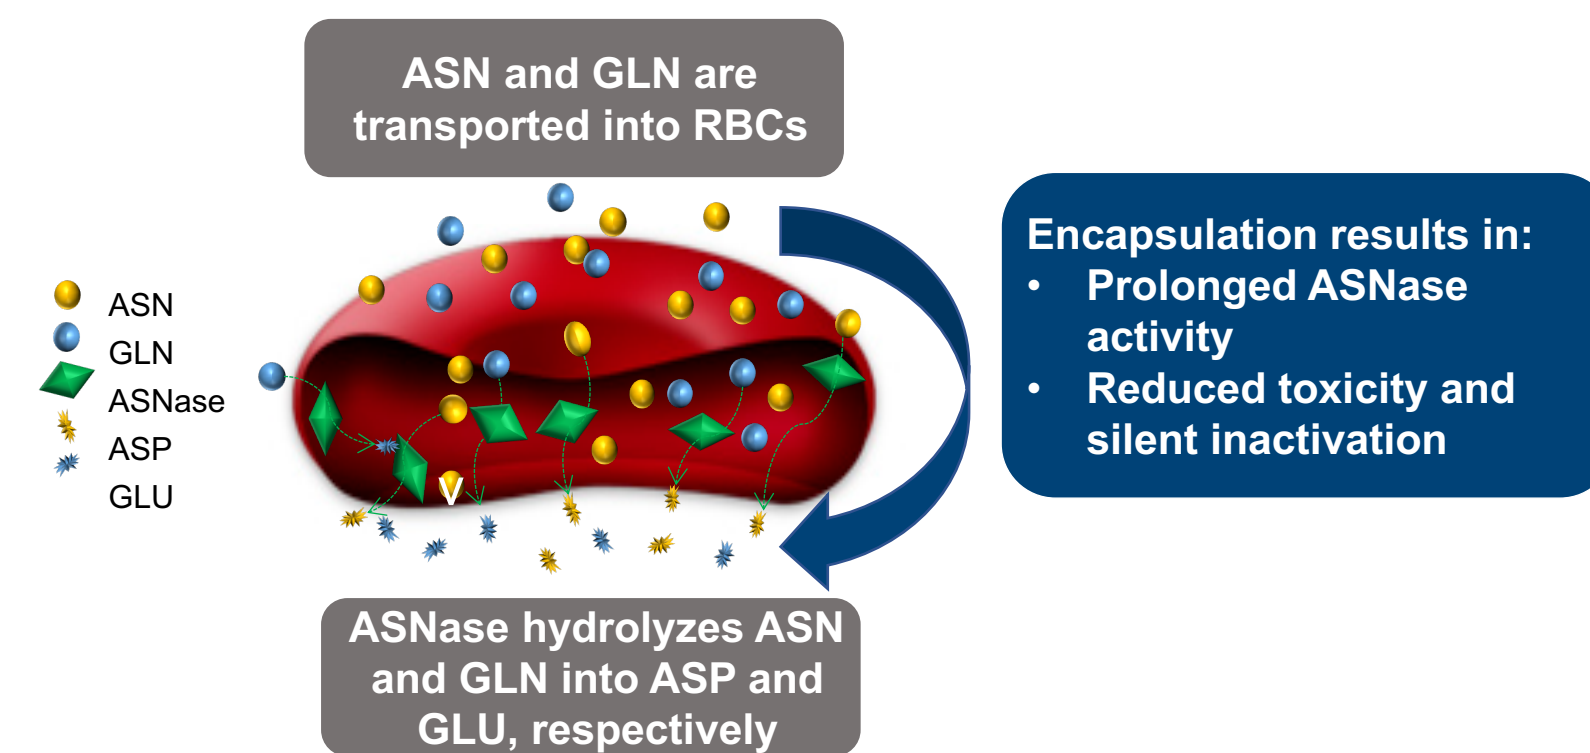 ASN and GLN are
transported into RBCs
ASN
GLN
ASNase
ASP
GLU
V
Encapsulation results in:
• Prolonged ASNase
activity
• Reduced toxicity and
silent inactivation
ASNase hydrolyzes ASN
and GLN into ASP and
GLU, respectively